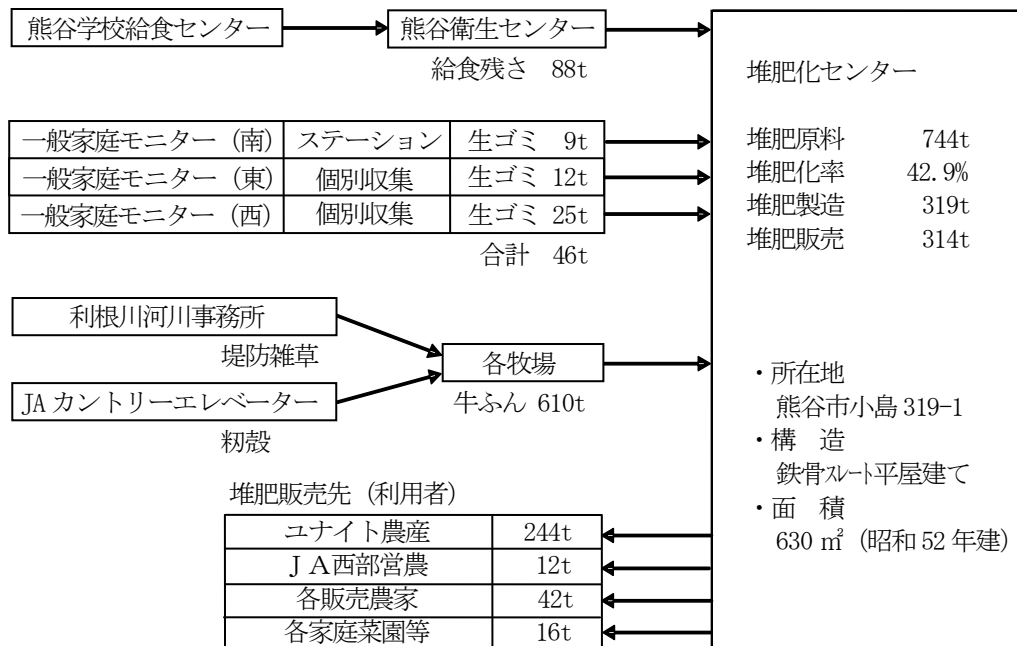 熊谷学校給食センター
熊谷衛生センター
給食残さ 88t
一般家庭モニター (南) ステーション 生ゴミ 9t
一般家庭モニター (東) 個別収集 生ゴミ 12t
一般家庭モニター (西) 個別収集 生ゴミ 25t
合計 46t
利根川河川事務所
堤防雑草
JA カントリーエレベーター
籾殻
各牧場
牛ふん 610t
堆肥化センター
堆肥原料 744t
堆肥化率 42.9%
堆肥製造 319t
堆肥販売 314t
・所在地
熊谷市小島 319-1
・構 造
鉄骨ｽﾚｰﾄ平屋建て
・面 積
630 ㎡ (昭和 52 年建)
堆肥販売先 (利用者)
ユナイト農産 244t
ＪＡ西部営農 12t
各販売農家 42t
各家庭菜園等 16t